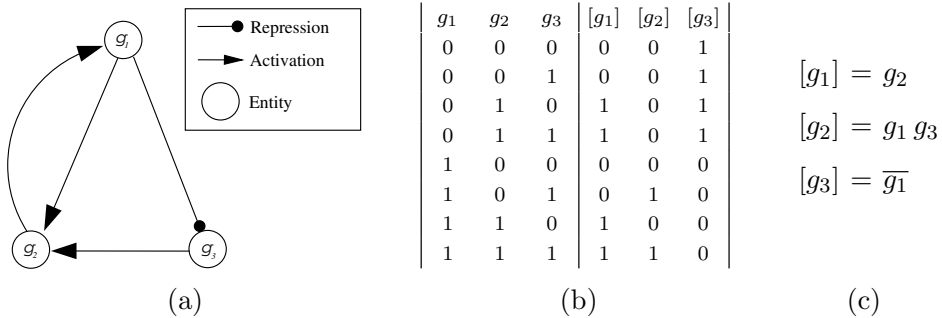 g₁
g₂
g₃
Repression
Activation
Entity
(a)
g₁ g₂ g₃ [g₁] [g₂] [g₃]
0 0 0 0 0 1
0 0 1 0 0 1
0 1 0 1 0 1
0 1 1 1 0 1
1 0 0 0 0 0
1 0 1 0 1 0
1 1 0 1 0 0
1 1 1 1 1 0
(b)
[g₁] = g₂
[g₂] = g₁ g₃
[g₃] = g̅₁̅
(c)